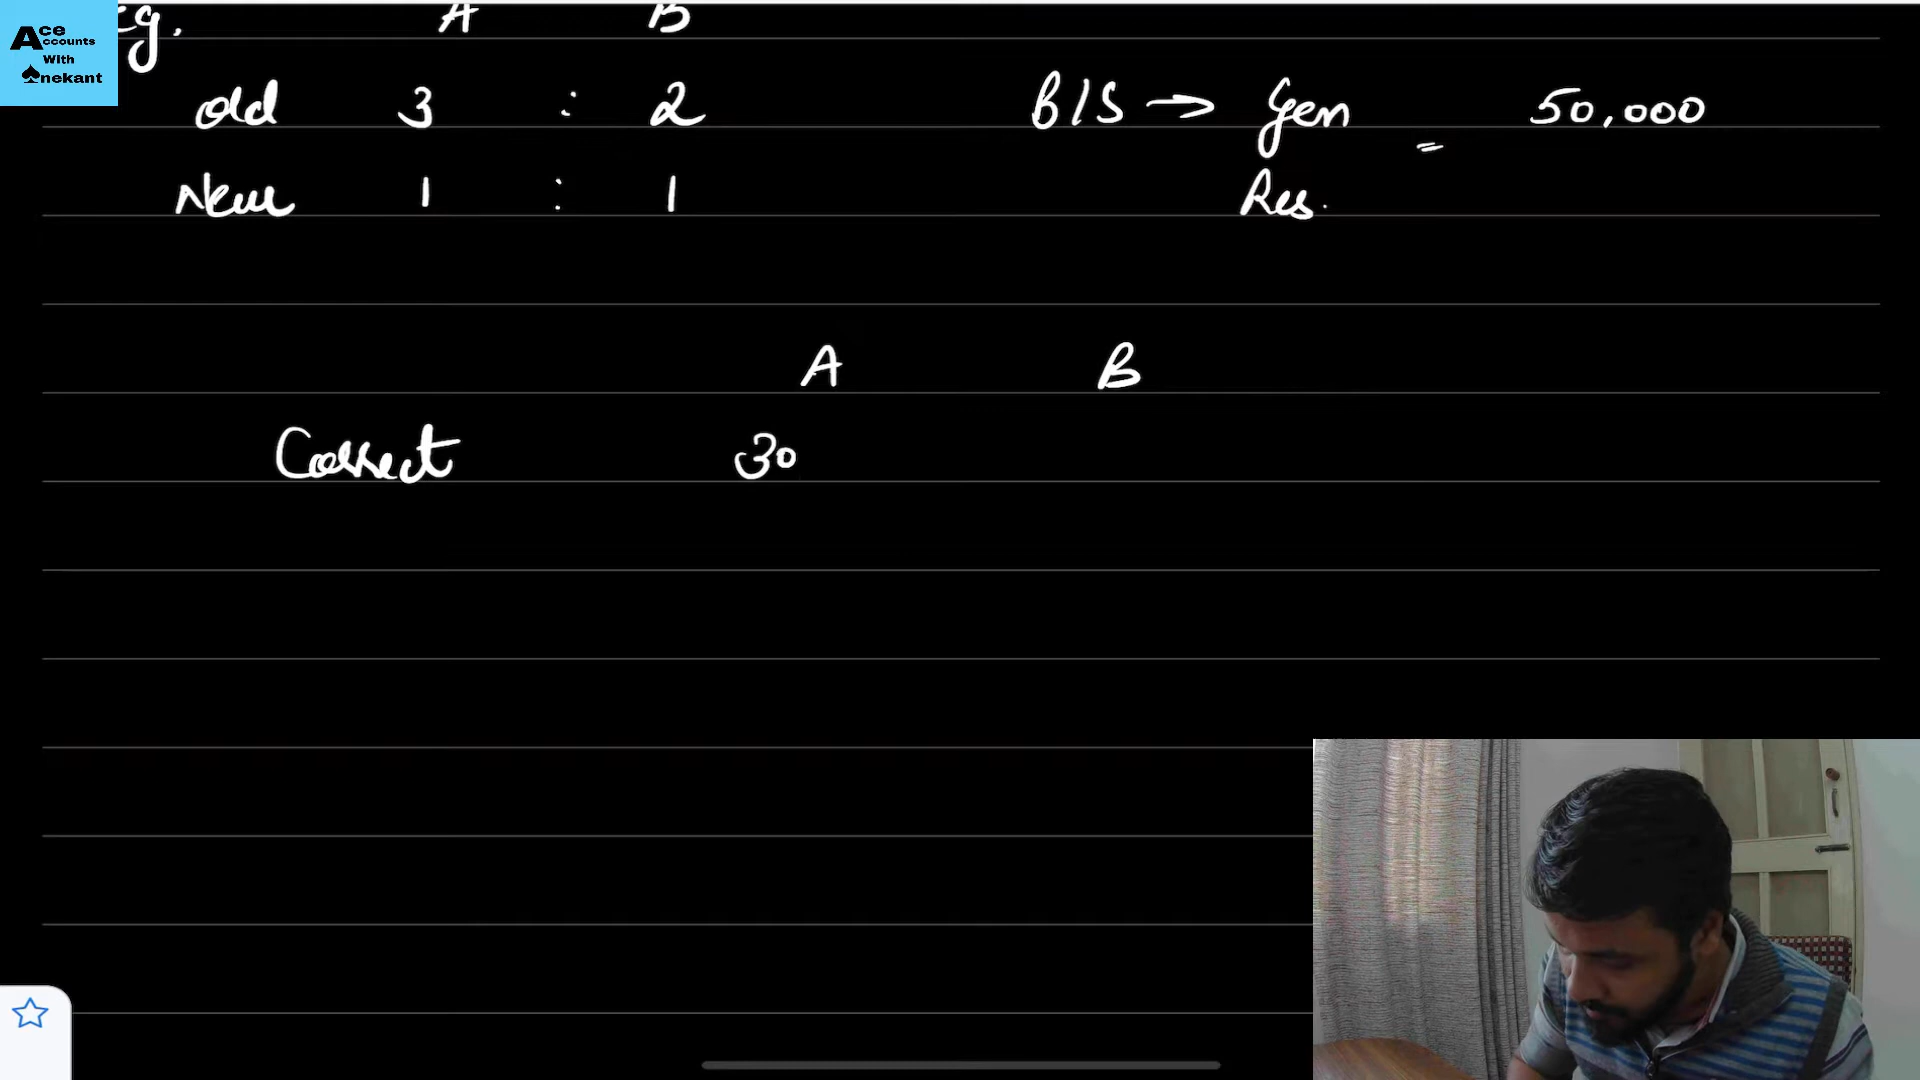 Ace
Accounts
With
Anekant
eg. A B
old 3 : 2
New 1 : 1
B/S → Gen = 50,000
Res.
A B
Correct 30